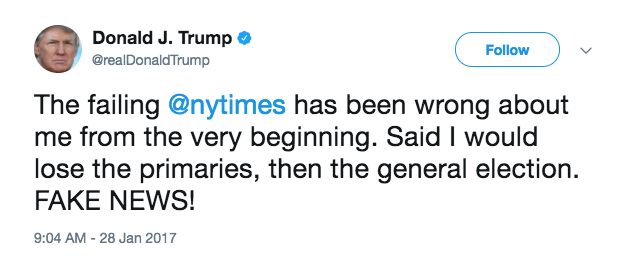 Donald J. Trump
@realDonaldTrump
Follow
The failing @nytimes has been wrong about
me from the very beginning. Said I would
lose the primaries, then the general election.
FAKE NEWS!
9:04 AM - 28 Jan 2017